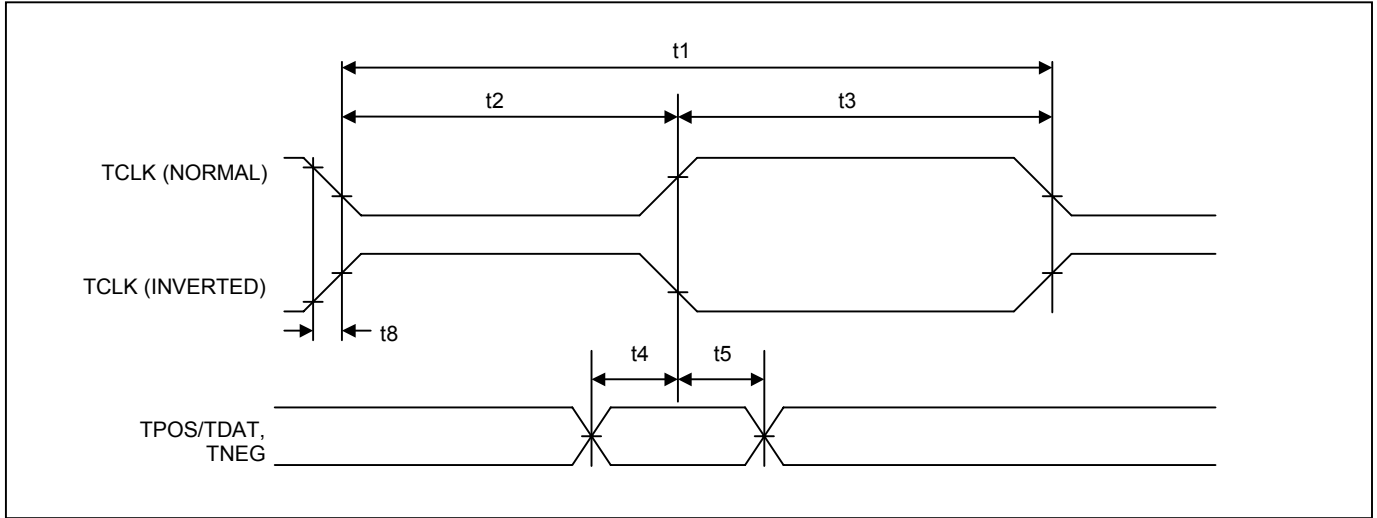 t1
t2
t3
TCLK (NORMAL)
TCLK (INVERTED)
t8
t4
t5
TPOS/TDAT,
TNEG